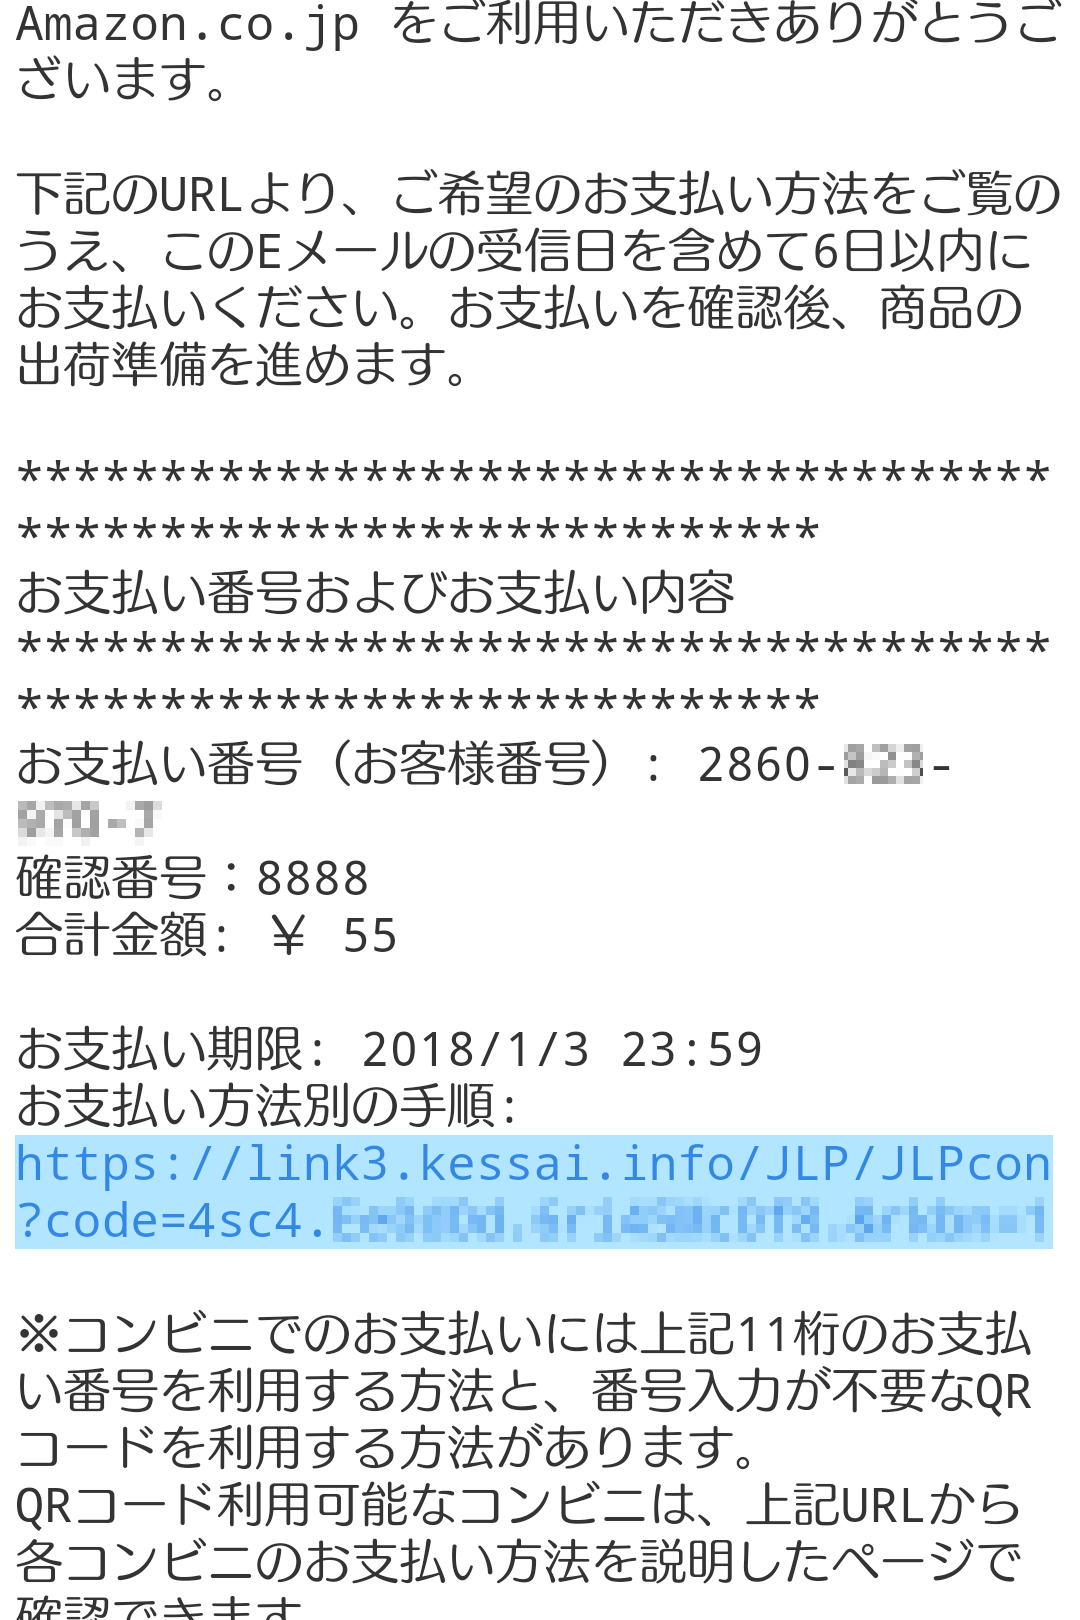 Amazon.co.jp をご利用いただきありがとうご
ざいます。
下記のURLより、ご希望のお支払い方法をご覧の
うえ、このEメールの受信日を含めて6日以内に
お支払いください。お支払いを確認後、商品の
出荷準備を進めます。
************************************
****************************
お支払い番号およびお支払い内容
************************************
****************************
お支払い番号（お客様番号）: 2860-
確認番号：8888
合計金額: ￥ 55
お支払い期限: 2018/1/3 23:59
お支払い方法別の手順:
https://link3.kessai.info/JLP/JLPcon
?code=4sc4.
※コンビニでのお支払いには上記11桁のお支払
い番号を利用する方法と、番号入力が不要なQR
コードを利用する方法があります。
QRコード利用可能なコンビニは、上記URLから
各コンビニのお支払い方法を説明したページで
確認できます